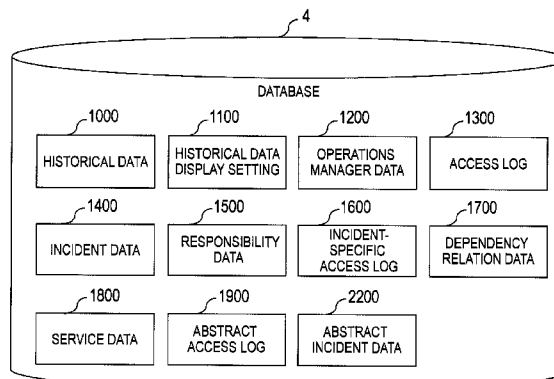 4
DATABASE
1000
HISTORICAL DATA
1100
HISTORICAL DATA
DISPLAY SETTING
1200
OPERATIONS
MANAGER DATA
1300
ACCESS LOG
1400
INCIDENT DATA
1500
RESPONSIBILITY
DATA
1600
INCIDENT-
SPECIFIC
ACCESS LOG
1700
DEPENDENCY
RELATION DATA
1800
SERVICE DATA
1900
ABSTRACT
ACCESS LOG
2200
ABSTRACT
INCIDENT DATA